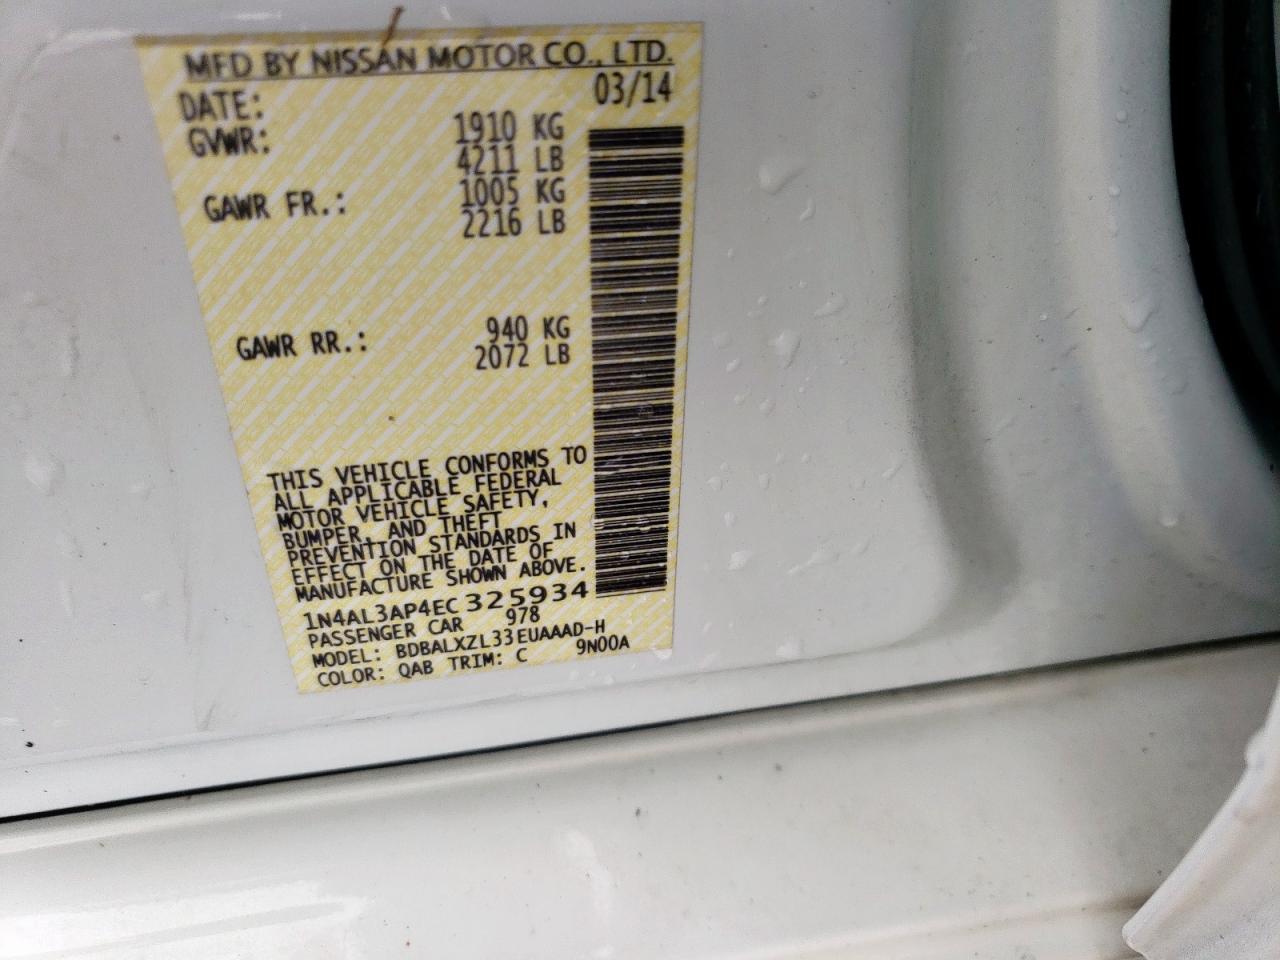 MFD BY NISSAN MOTOR CO., LTD.
DATE: 03/14
GVWR: 1910 KG
4211 LB
GAWR FR.: 1005 KG
2216 LB
GAWR RR.: 940 KG
2072 LB
THIS VEHICLE CONFORMS TO
ALL APPLICABLE FEDERAL
MOTOR VEHICLE SAFETY,
BUMPER, AND THEFT
PREVENTION STANDARDS IN
EFFECT ON THE DATE OF
MANUFACTURE SHOWN ABOVE.
1N4AL3AP4EC325934
PASSENGER CAR 978
MODEL: BDBALXZL33EUAAAD-H
COLOR: QAB TRIM: C 9N00A